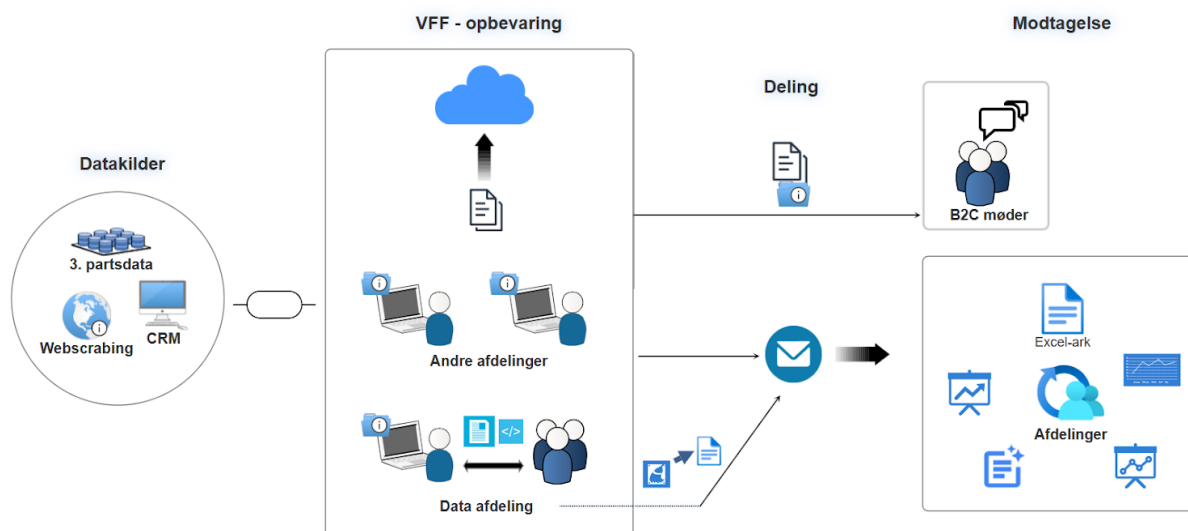 VFF - opbevaring
Modtagelse
Deling
Datakilder
3. partsdata
Webscrabing
CRM
Andre afdelinger
Data afdeling
</>
B2C møder
Excel-ark
Afdelinger